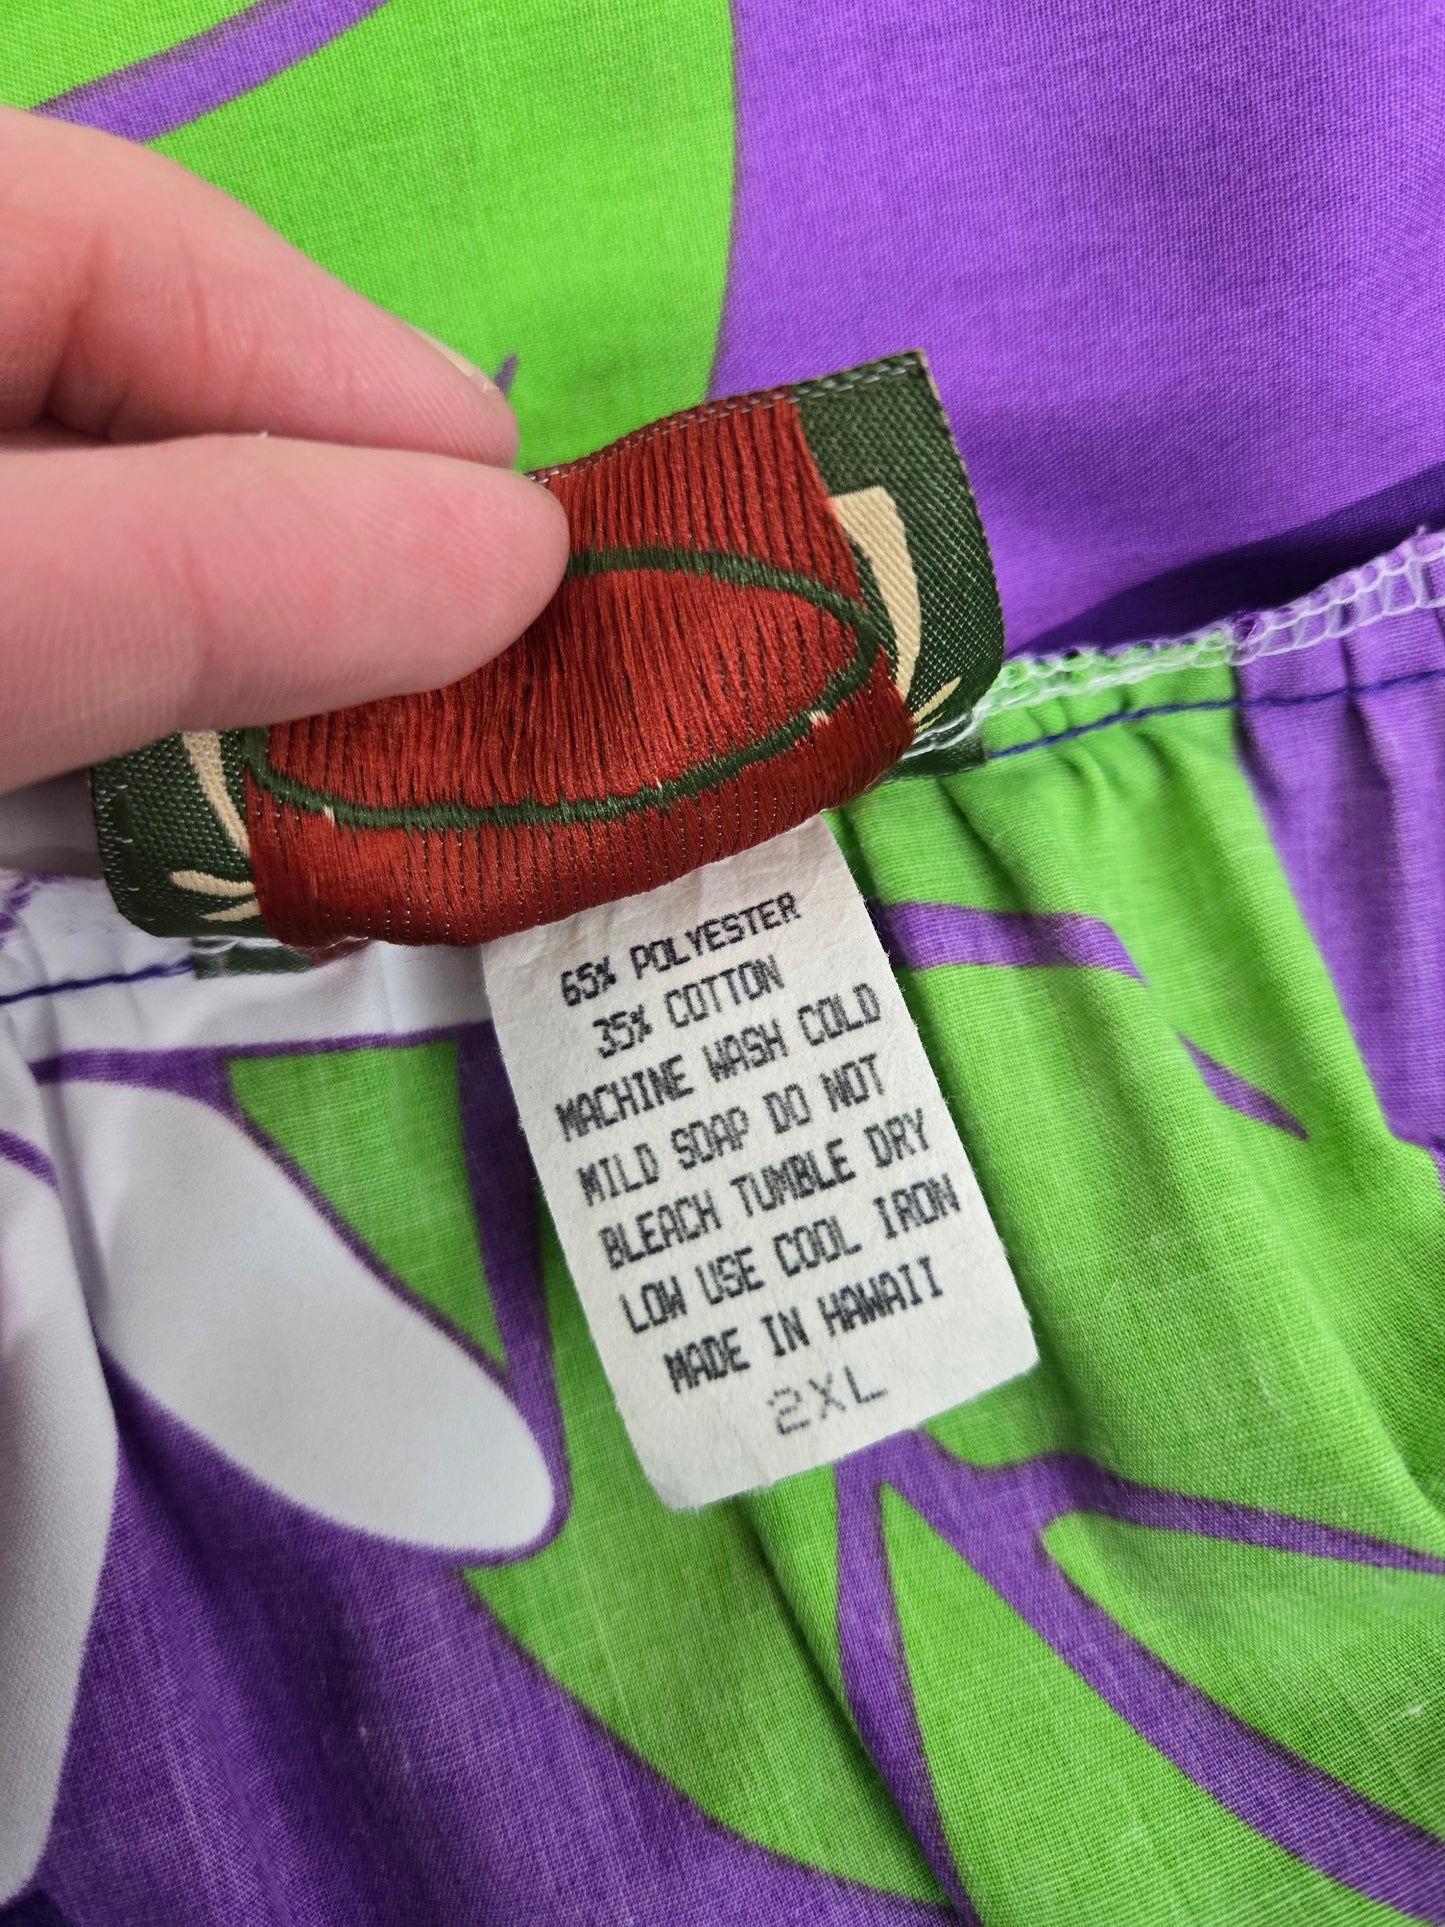 65% POLYESTER
35% COTTON
MACHINE WASH COLD
MILD SOAP DO NOT
BLEACH TUMBLE DRY
LOW USE COOL IRON
MADE IN HAWAII
2XL